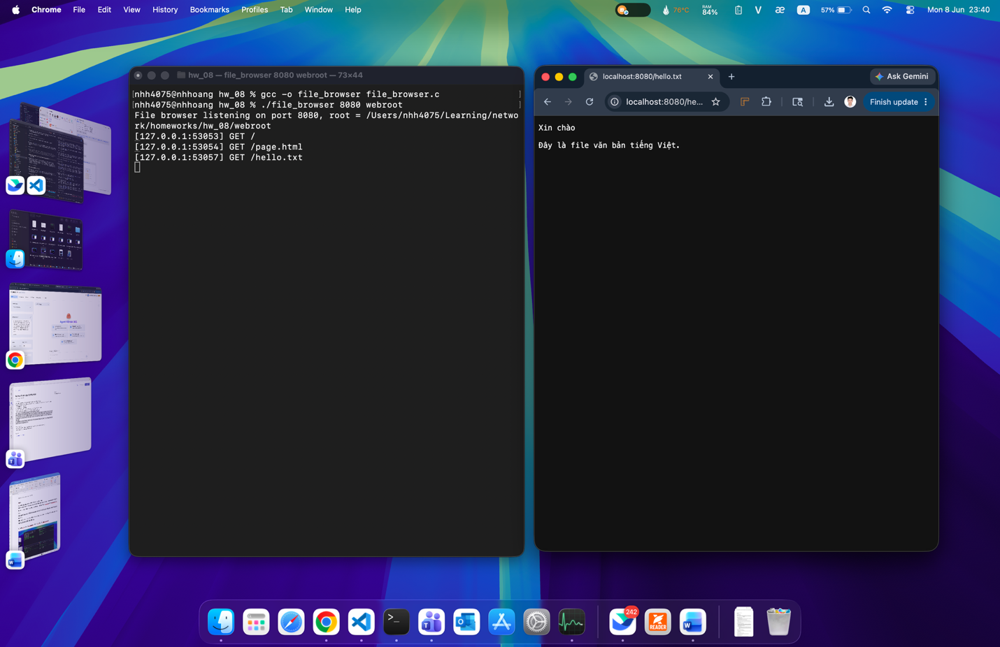 Chrome File Edit View History Bookmarks Profiles Tab Window Help
76°C RAM 84% V æ A 57% Mon 8 Jun 23:40
hw_08 — file_browser 8080 webroot — 73×44
[nhh4075@nhhoang hw_08 % gcc -o file_browser file_browser.c ]
[nhh4075@nhhoang hw_08 % ./file_browser 8080 webroot ]
File browser listening on port 8080, root = /Users/nhh4075/Learning/netwo
rk/homeworks/hw_08/webroot
[127.0.0.1:53053] GET /
[127.0.0.1:53054] GET /page.html
[127.0.0.1:53057] GET /hello.txt
localhost:8080/hello.txt
Ask Gemini
localhost:8080/he...
Finish update
Xin chào
Đây là file văn bản tiếng Việt.
242
READER